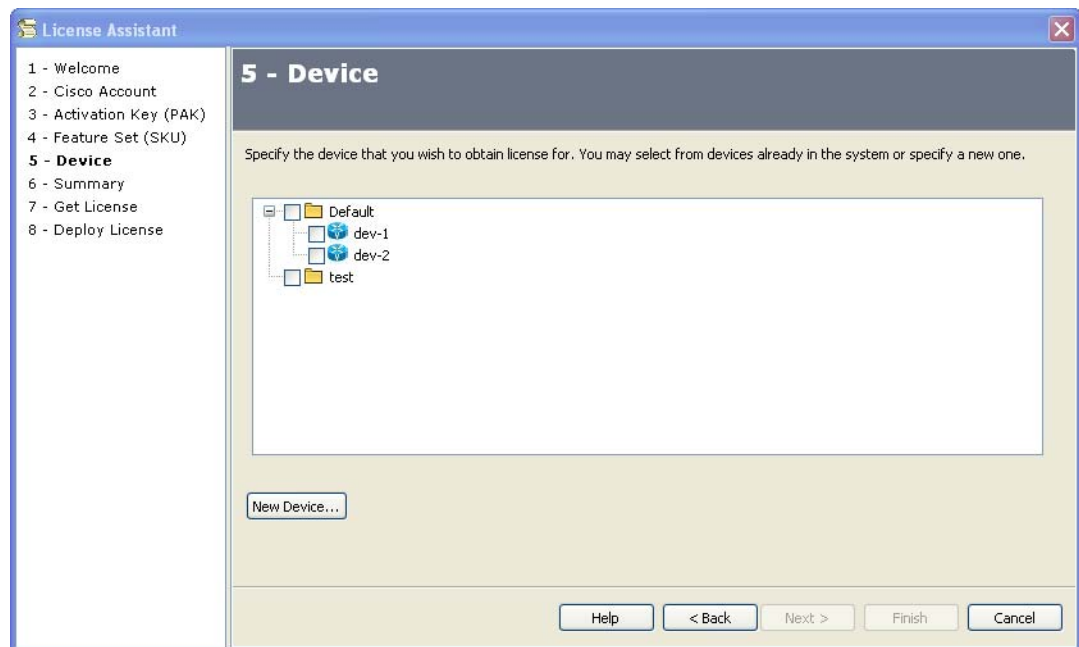 License Assistant
1 - Welcome
2 - Cisco Account
3 - Activation Key (PAK)
4 - Feature Set (SKU)
5 - Device
6 - Summary
7 - Get License
8 - Deploy License
5 - Device
Specify the device that you wish to obtain license for. You may select from devices already in the system or specify a new one.
Default
dev-1
dev-2
test
New Device...
Help
< Back
Next >
Finish
Cancel